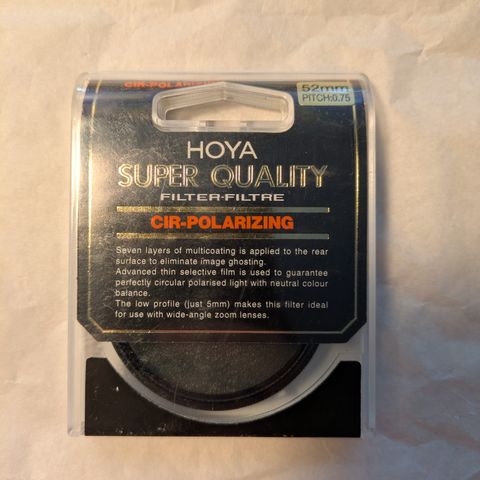 CIR-POLARIZING
52mm
PITCH:0.75
HOYA
SUPER QUALITY
FILTER·FILTRE
CIR-POLARIZING
Seven layers of multicoating is applied to the rear
surface to eliminate image ghosting.
Advanced thin selective film is used to guarantee
perfectly circular polarised light with neutral colour
balance.
The low profile (just 5mm) makes this filter ideal
for use with wide-angle zoom lenses.